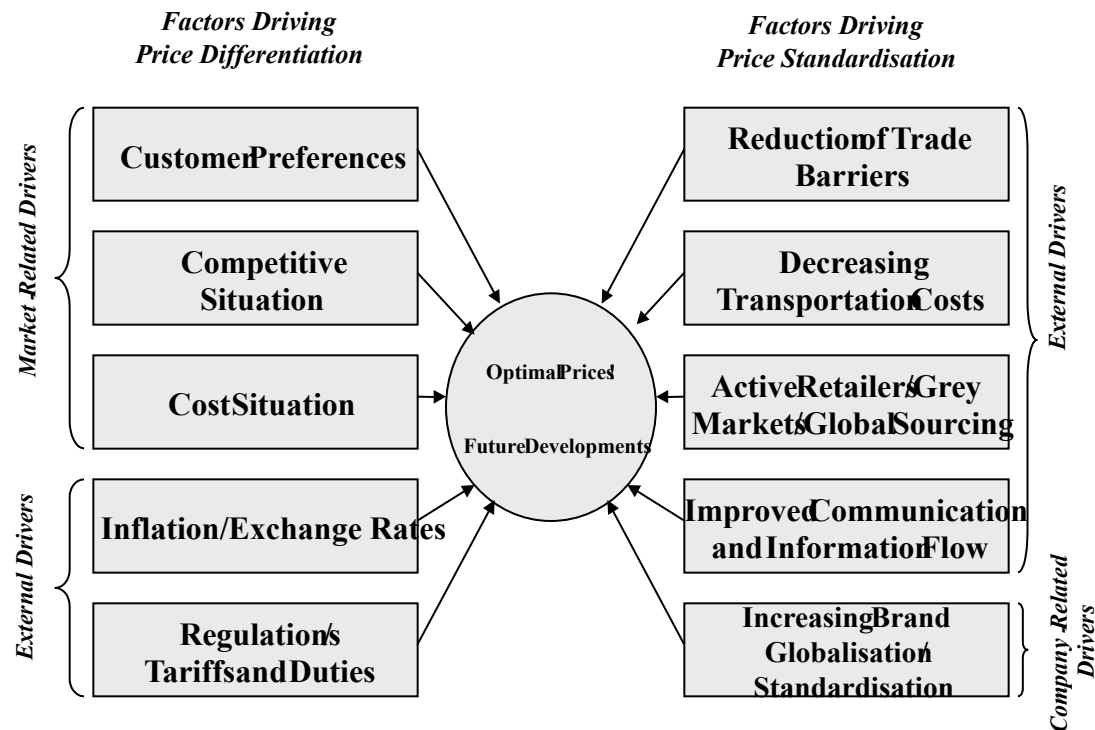 Factors Driving
Price Differentiation
Market-Related Drivers
Customer Preferences
Competitive
Situation
Cost Situation
External Drivers
Inflation/Exchange Rates
Regulations/
Tariffs and Duties
Optimal Prices!
Future Developments
Factors Driving
Price Standardisation
Reduction of Trade
Barriers
Decreasing
Transportation Costs
Active Retailers/Grey
Markets/Global Sourcing
Improved Communication
and Information Flow
External Drivers
Increasing Brand
Globalisation/
Standardisation
Company-Related
Drivers